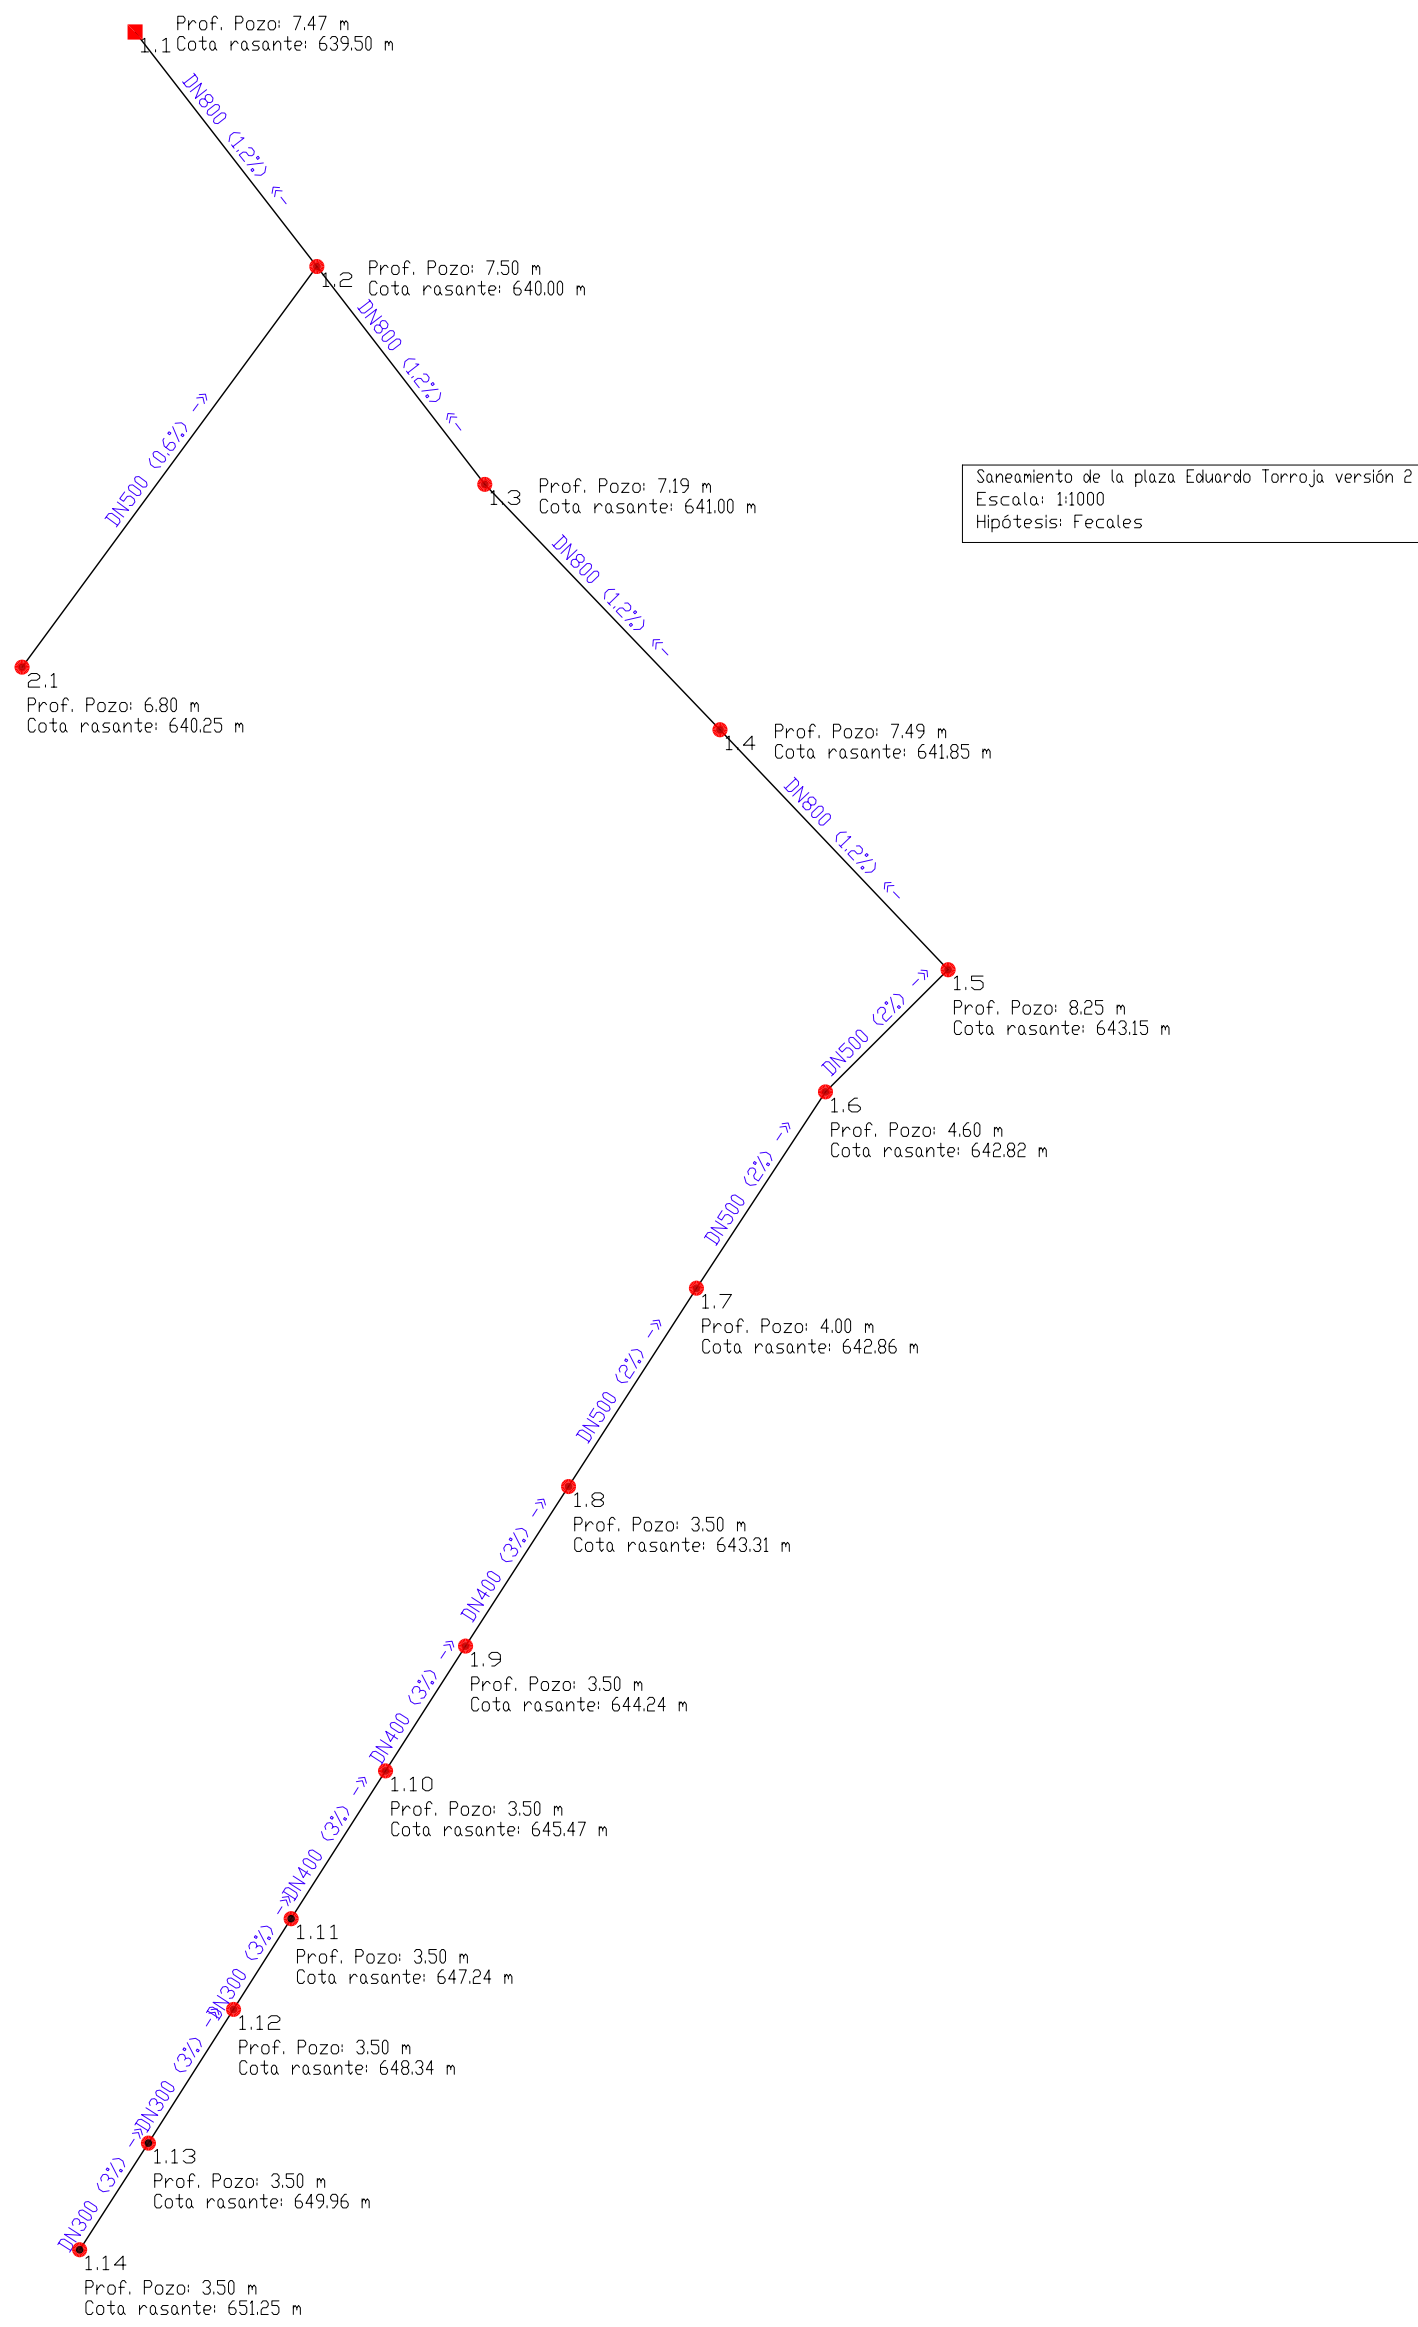 Prof. Pozo: 7.47 m
1.1
Cota rasante: 639.50 m
DN800 (1.2%) «-
1.2
Prof. Pozo: 7.50 m
Cota rasante: 640.00 m
DN800 (1.2%) «-
DN500 (0.6%) -»
1.3
Prof. Pozo: 7.19 m
Cota rasante: 641.00 m
Saneamiento de la plaza Eduardo Torroja versión 2
Escala: 1:1000
Hipótesis: Fecales
DN800 (1.2%) «-
2.1
Prof. Pozo: 6.80 m
Cota rasante: 640.25 m
1.4
Prof. Pozo: 7.49 m
Cota rasante: 641.85 m
DN800 (1.2%) «-
1.5
Prof. Pozo: 8.25 m
Cota rasante: 643.15 m
DN500 (2%) -»
1.6
Prof. Pozo: 4.60 m
Cota rasante: 642.82 m
DN500 (2%) -»
1.7
Prof. Pozo: 4.00 m
Cota rasante: 642.86 m
DN500 (2%) -»
1.8
Prof. Pozo: 3.50 m
Cota rasante: 643.31 m
DN400 (3%) -»
1.9
Prof. Pozo: 3.50 m
Cota rasante: 644.24 m
DN400 (3%) -»
1.10
Prof. Pozo: 3.50 m
Cota rasante: 645.47 m
DN400 (3%) -»
1.11
Prof. Pozo: 3.50 m
Cota rasante: 647.24 m
DN300 (3%) -»
1.12
Prof. Pozo: 3.50 m
Cota rasante: 648.34 m
DN300 (3%) -»
1.13
Prof. Pozo: 3.50 m
Cota rasante: 649.96 m
DN300 (3%) -»
1.14
Prof. Pozo: 3.50 m
Cota rasante: 651.25 m